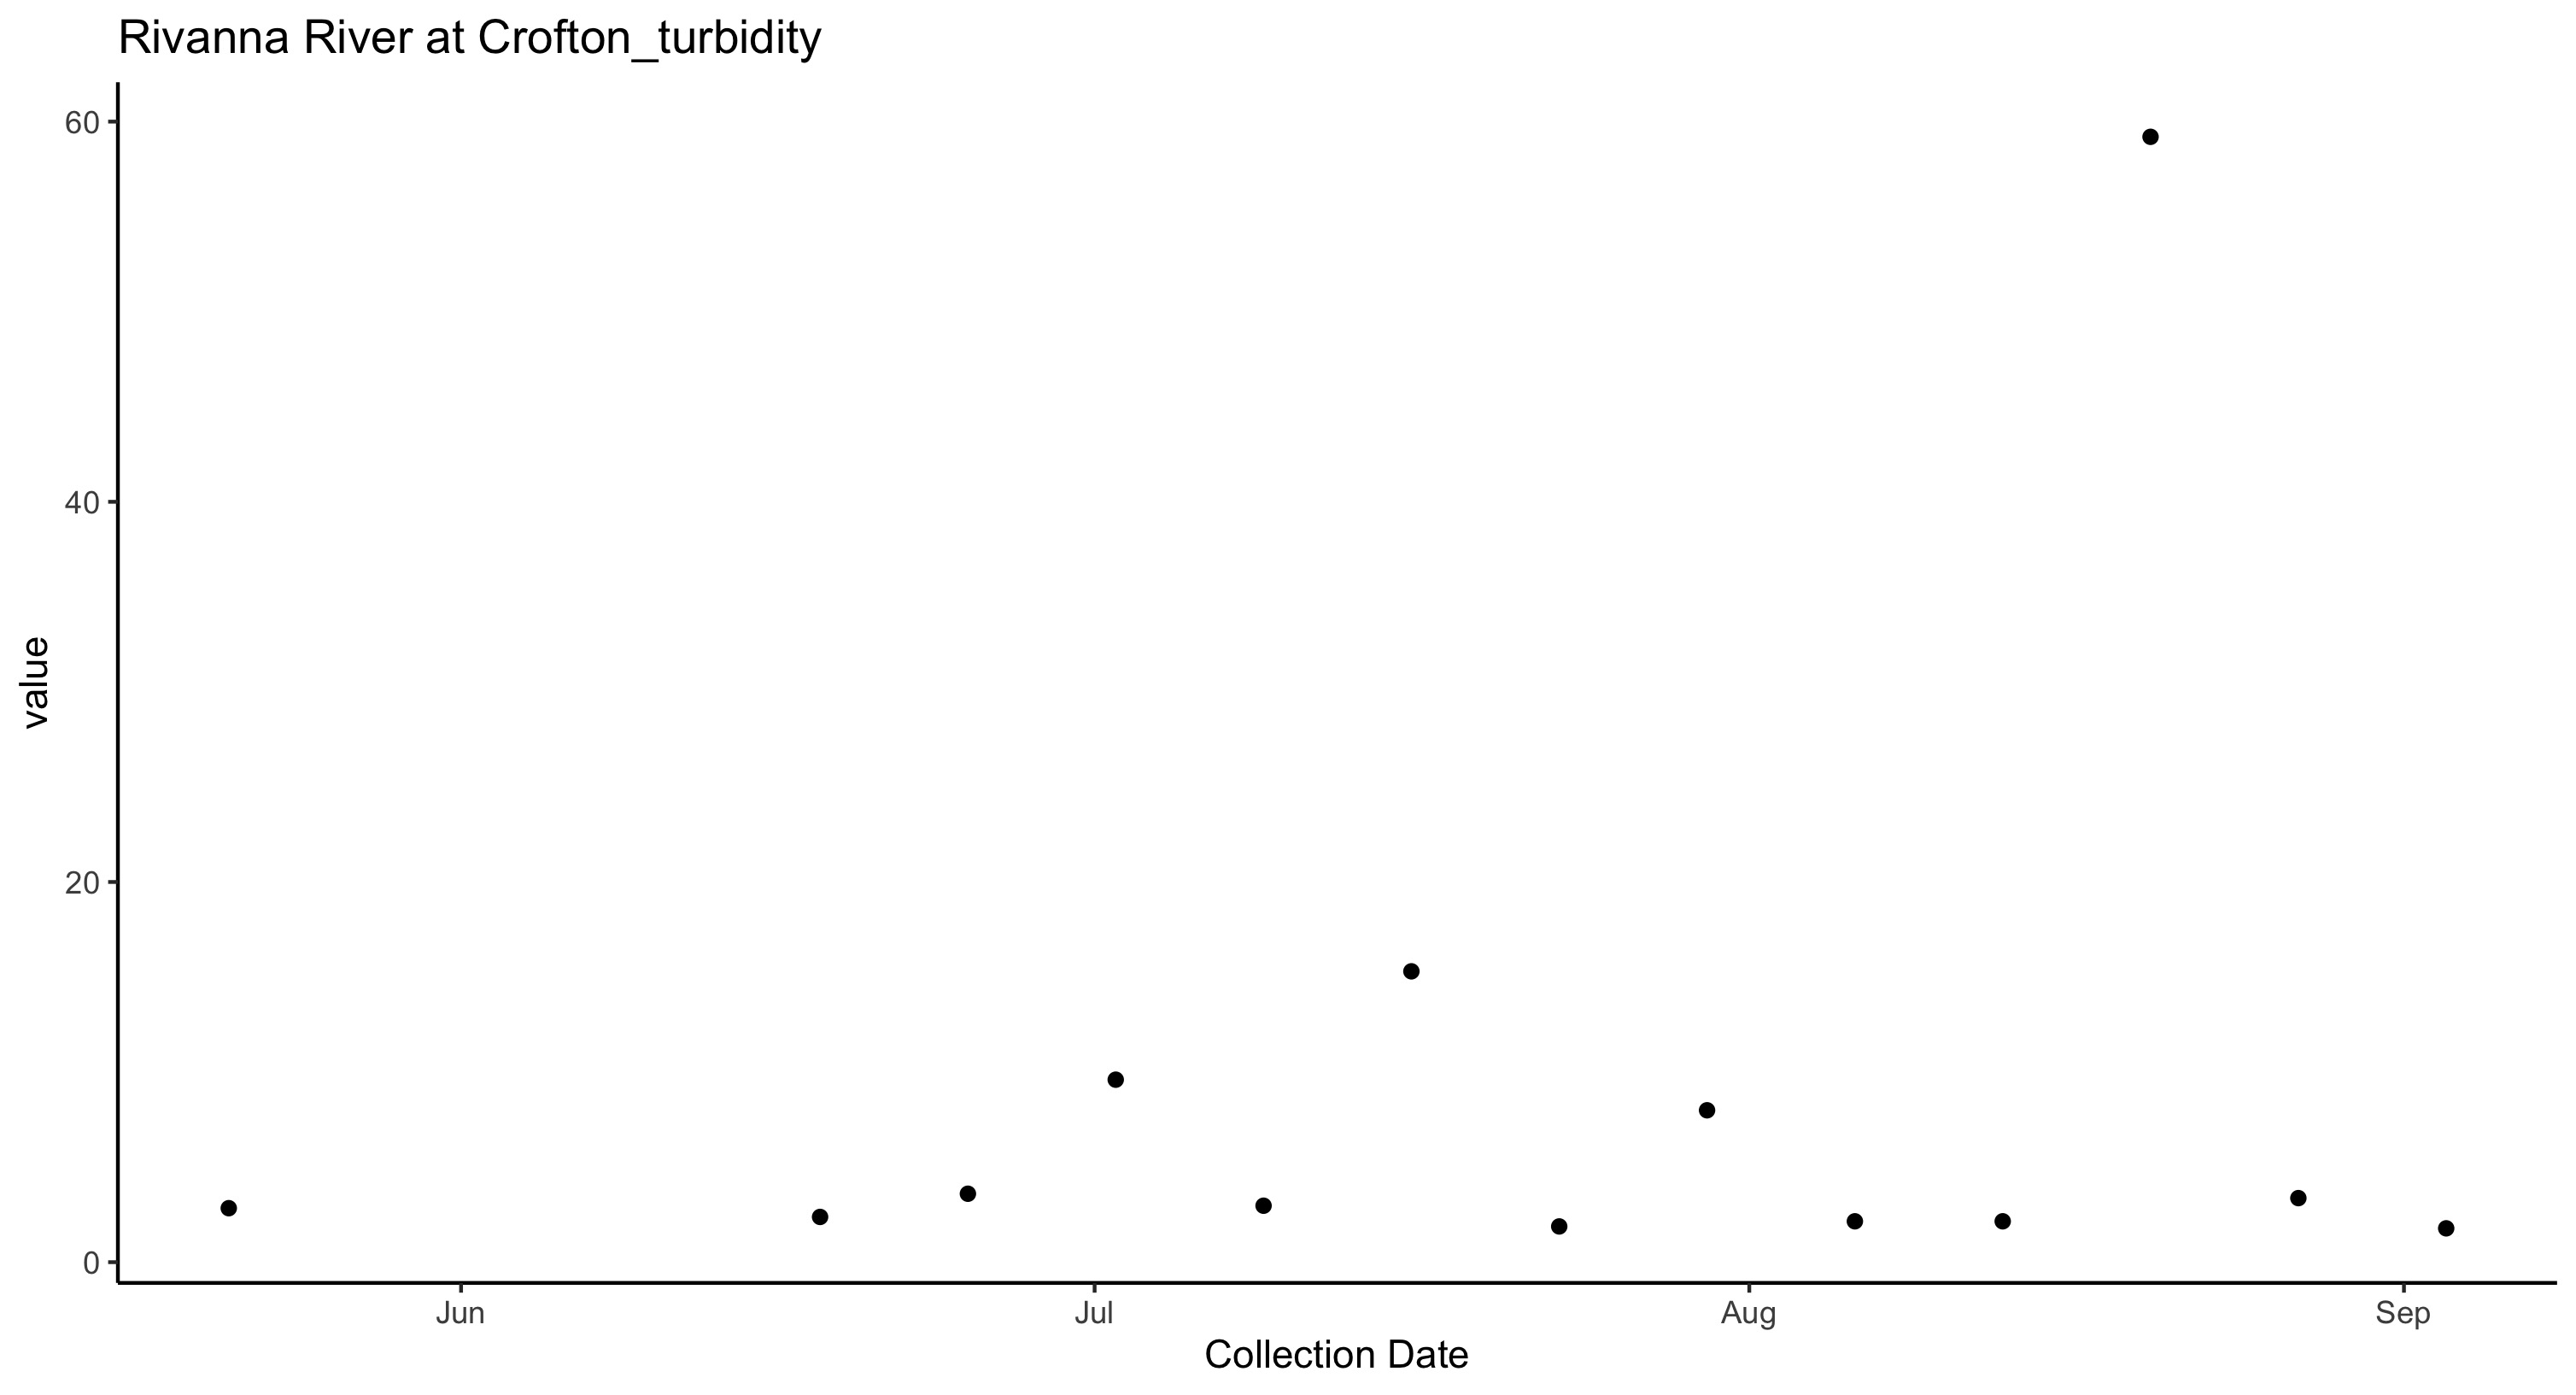 Rivanna River at Crofton_turbidity
60
40
20
0
value
Jun Jul Aug Sep
Collection Date